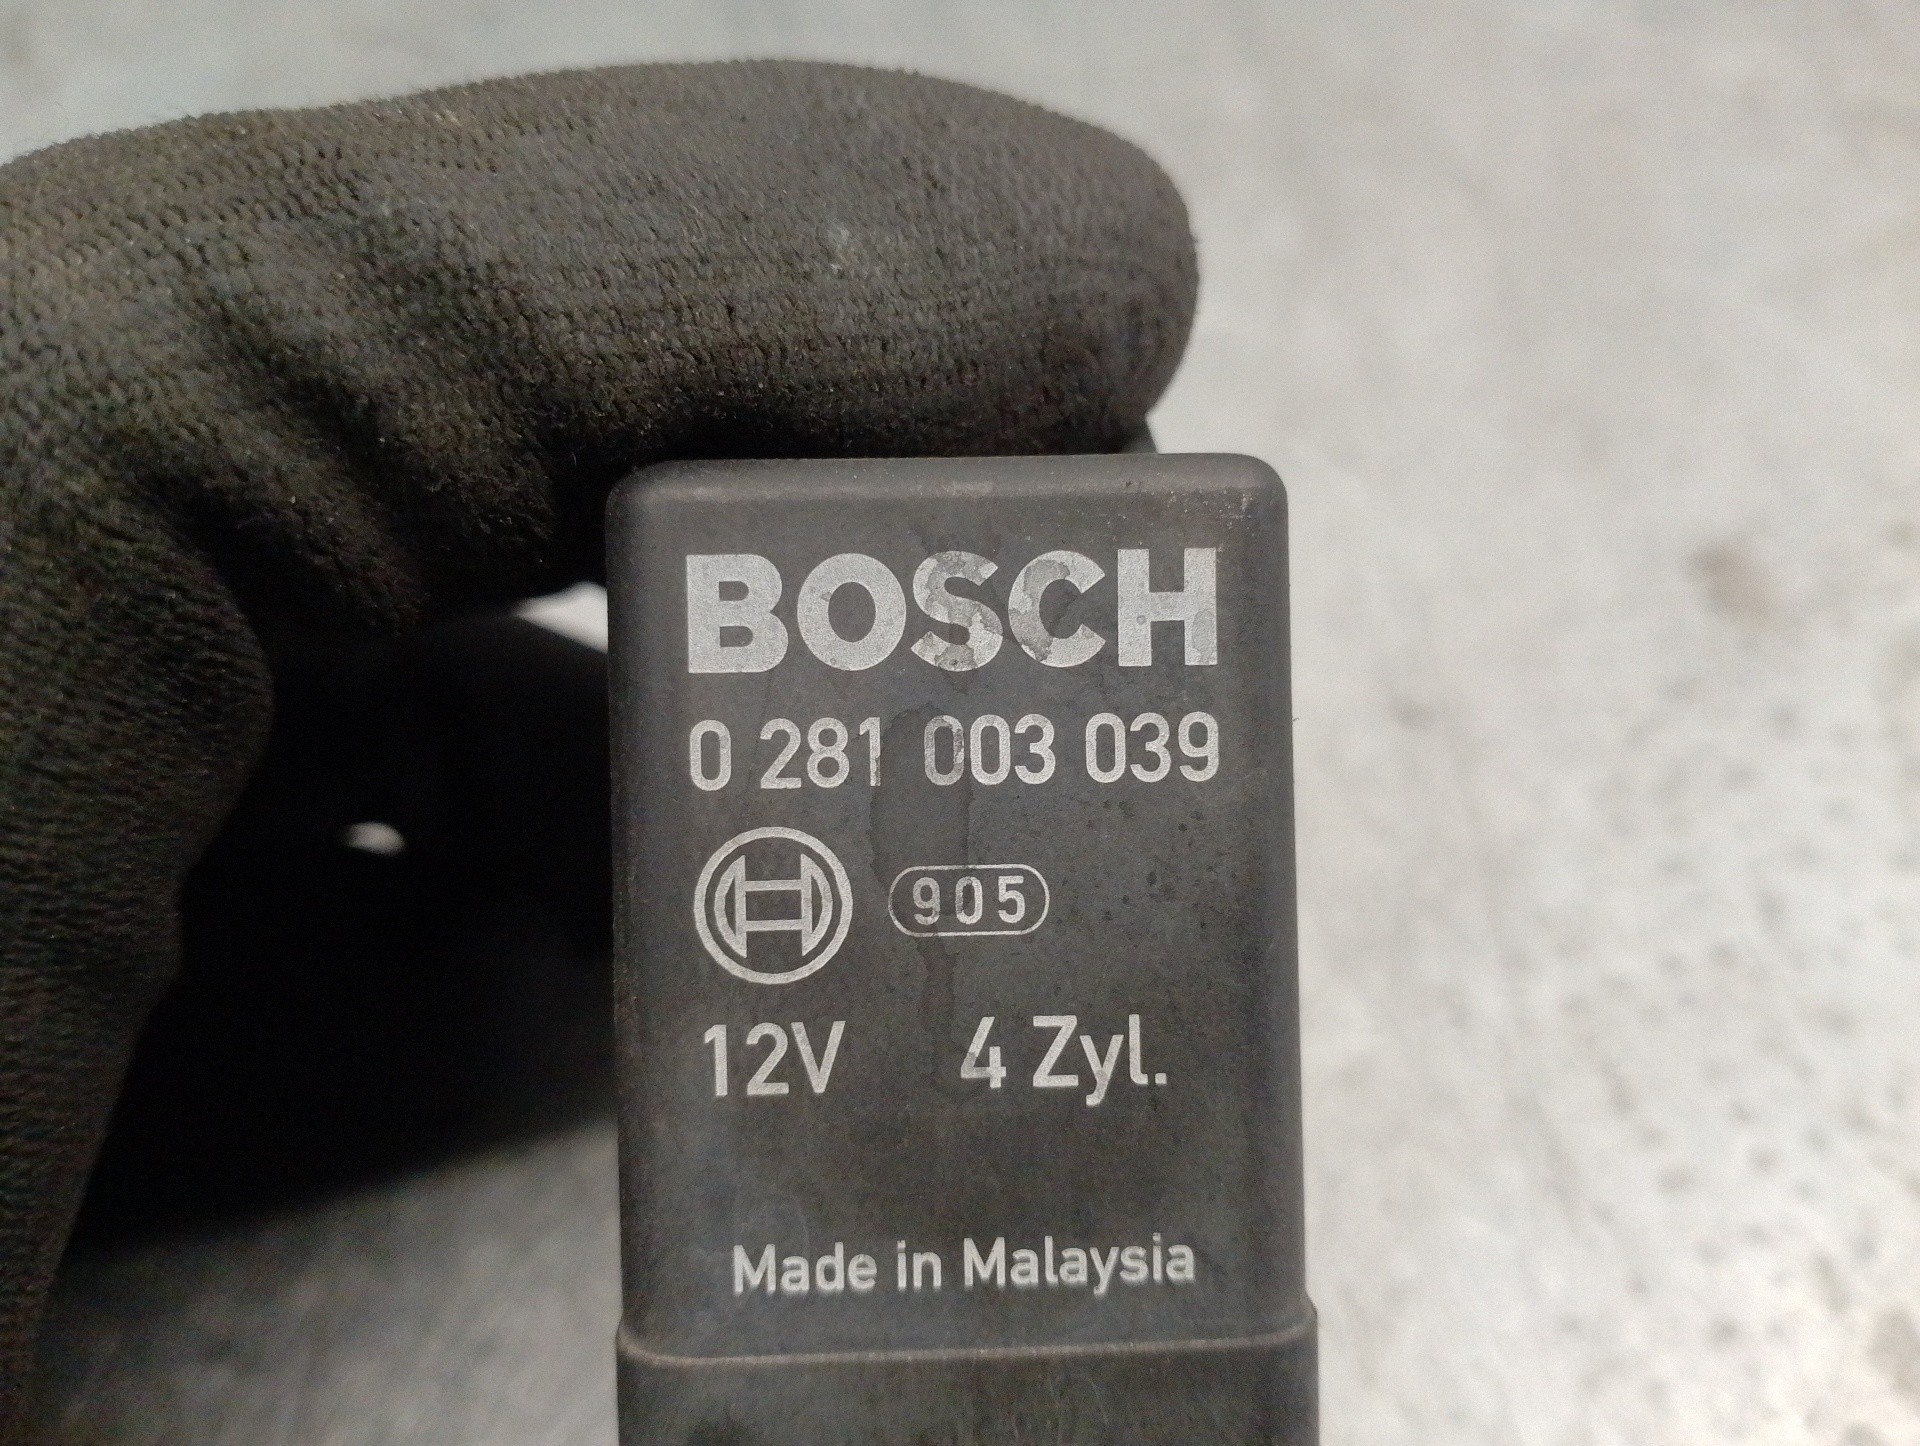 BOSCH
0 281 003 039
905
12V 4 Zyl.
Made in Malaysia